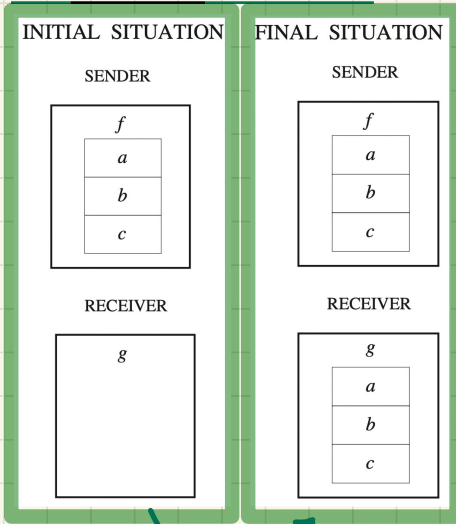 INITIAL SITUATION
SENDER
f
a
b
c
RECEIVER
g
FINAL SITUATION
SENDER
f
a
b
c
RECEIVER
g
a
b
c